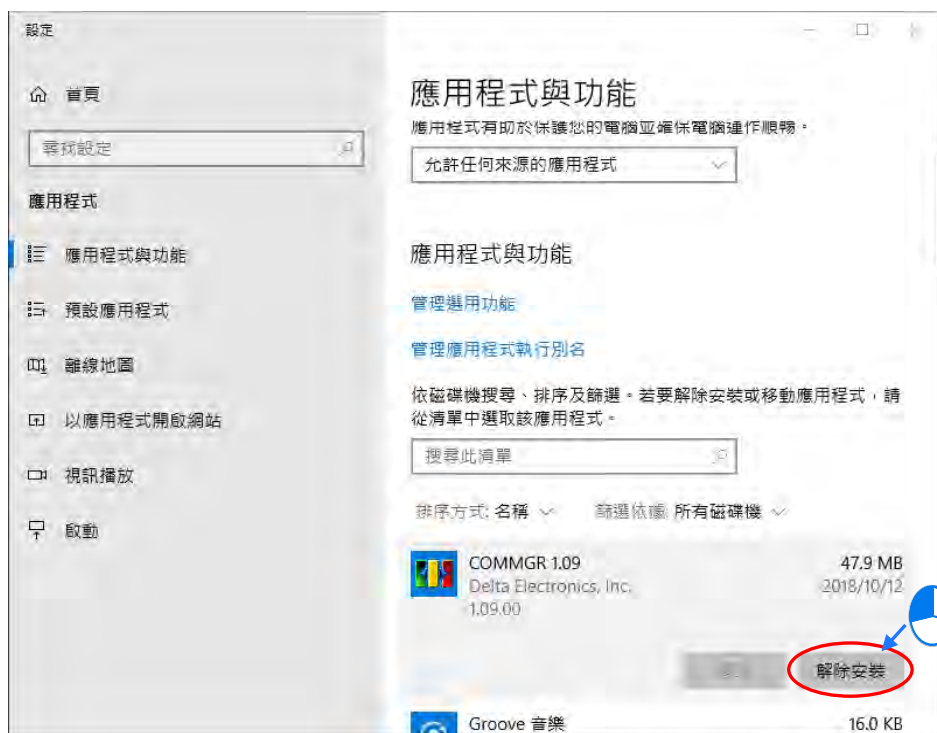 設定
首頁
尋找設定
應用程式
應用程式與功能
預設應用程式
離線地圖
以應用程式開啟網站
視訊播放
啟動
應用程式與功能
應用程式有助於保護您的電腦並確保電腦運作順暢。
允許任何來源的應用程式
應用程式與功能
管理選用功能
管理應用程式執行別名
依磁碟機搜尋、排序及篩選。若要解除安裝或移動應用程式，請
從清單中選取該應用程式。
搜尋此清單
排序方式: 名稱 篩選依據: 所有磁碟機
COMMGR 1.09 47.9 MB
Delta Electronics, Inc. 2018/10/12
1.09.00
解除安裝
Groove 音樂 16.0 KB